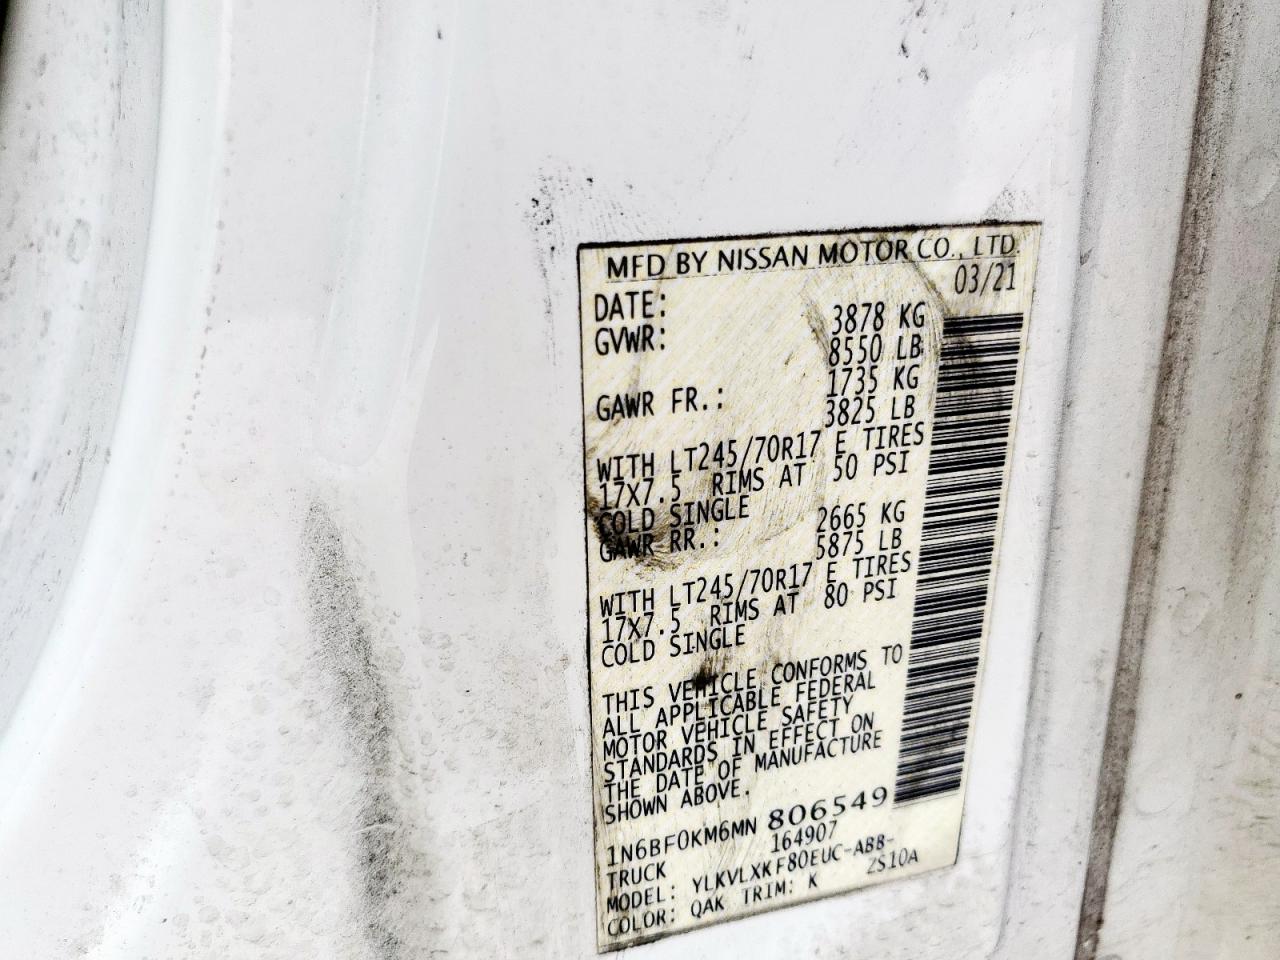 MFD BY NISSAN MOTOR CO., LTD.
DATE: 03/21
GVWR: 3878 KG
8550 LB
GAWR FR.: 1735 KG
3825 LB
WITH LT245/70R17 E TIRES
17X7.5 RIMS AT 50 PSI
COLD SINGLE
GAWR RR.: 2665 KG
5875 LB
WITH LT245/70R17 E TIRES
17X7.5 RIMS AT 80 PSI
COLD SINGLE
THIS VEHICLE CONFORMS TO
ALL APPLICABLE FEDERAL
MOTOR VEHICLE SAFETY
STANDARDS IN EFFECT ON
THE DATE OF MANUFACTURE
SHOWN ABOVE.
1N6BF0KM6MN 806549
TRUCK 164907
MODEL: YLKVLXKF80EUC-ABB-
COLOR: QAK TRIM: K ZS10A